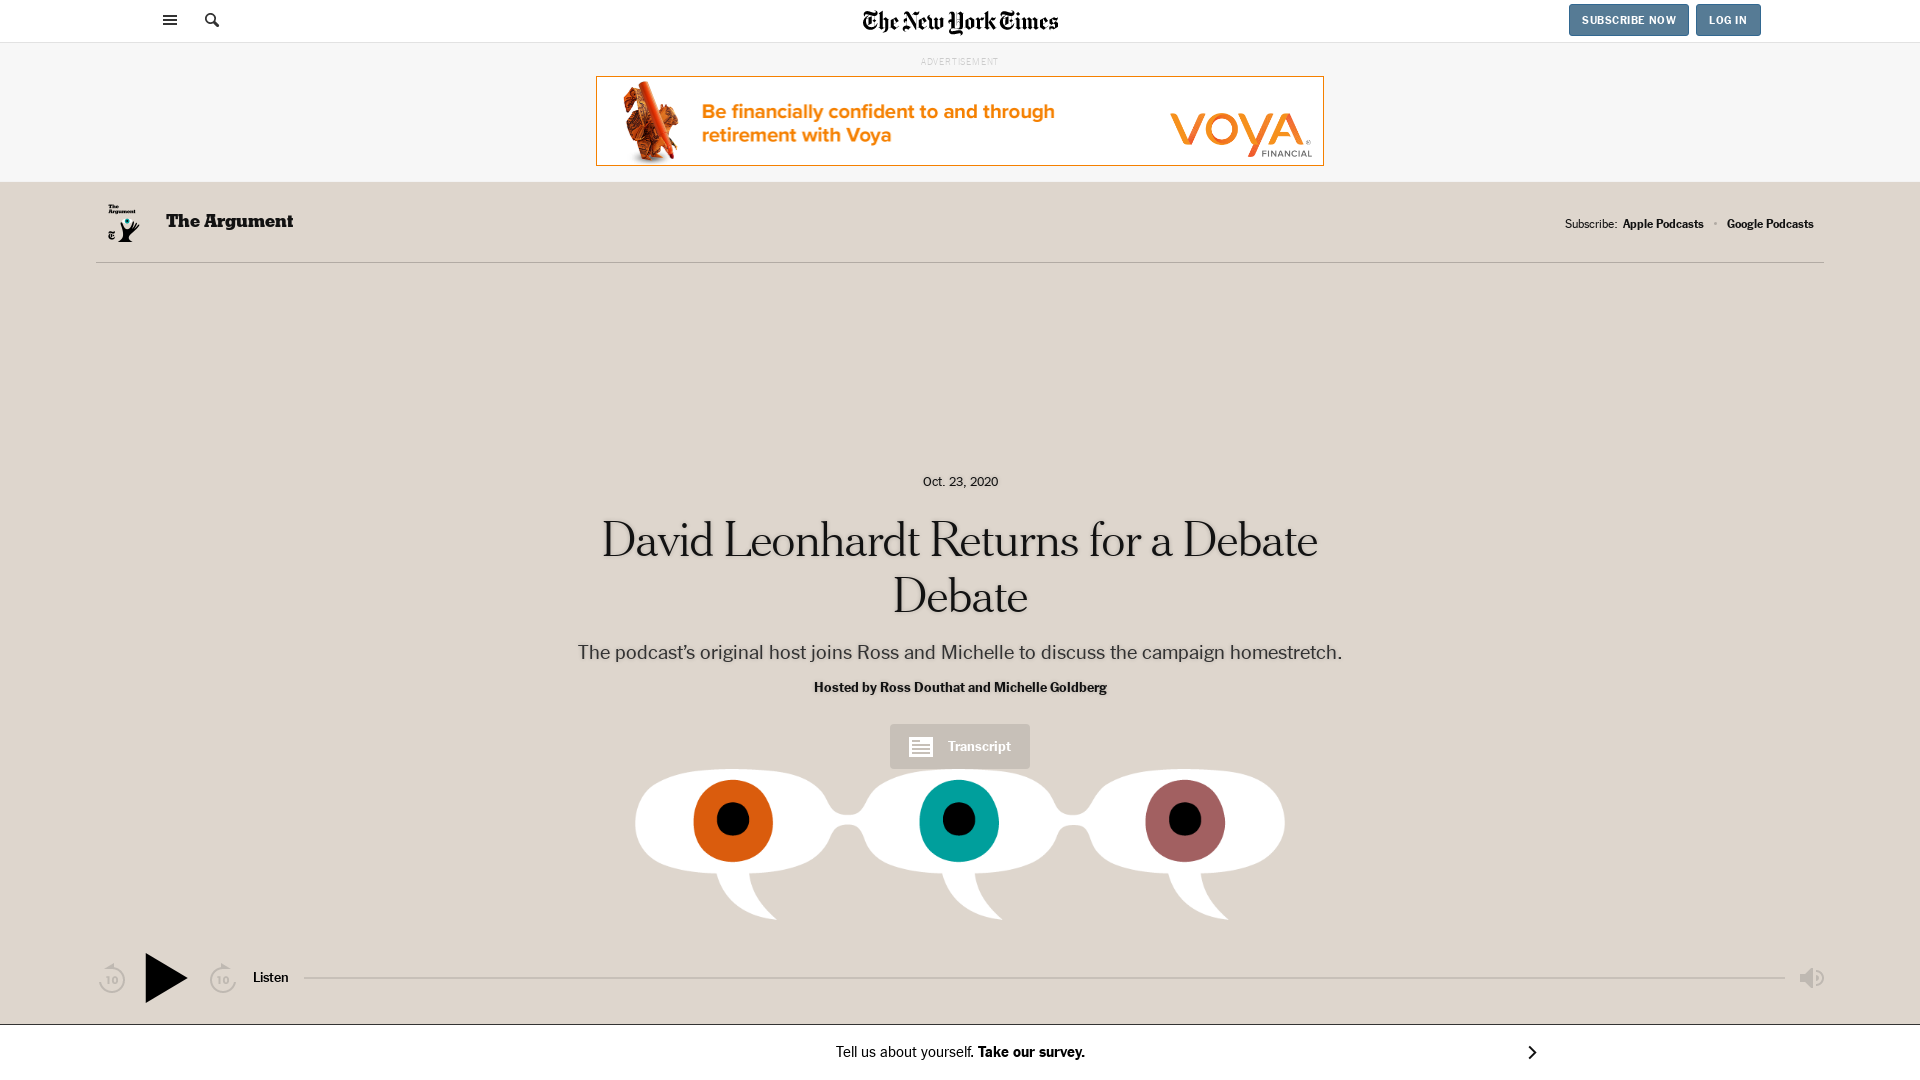 The New York Times
SUBSCRIBE NOW
LOG IN
ADVERTISEMENT
Be financially confident to and through
retirement with Voya
VOYA
FINANCIAL
The
Argument
The Argument
Subscribe: Apple Podcasts • Google Podcasts
Oct. 23, 2020
David Leonhardt Returns for a Debate
Debate
The podcast’s original host joins Ross and Michelle to discuss the campaign homestretch.
Hosted by Ross Douthat and Michelle Goldberg
Transcript
10
10
Listen
Tell us about yourself. Take our survey.